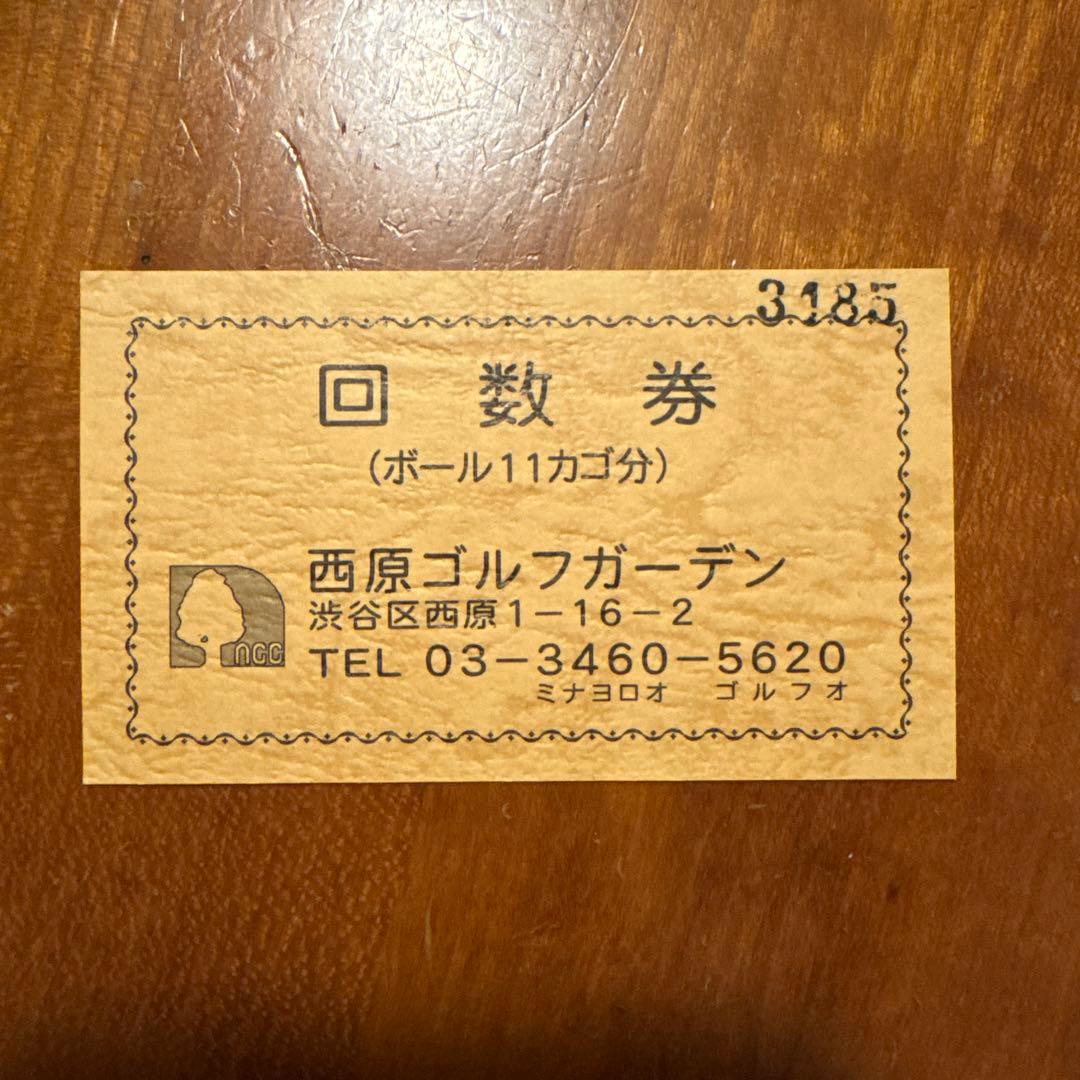 3185
回数券
(ボール11カゴ分)
西原ゴルフガーデン
渋谷区西原1-16-2
NGG
TEL 03-3460-5620
ミナヨロオ ゴルフオ